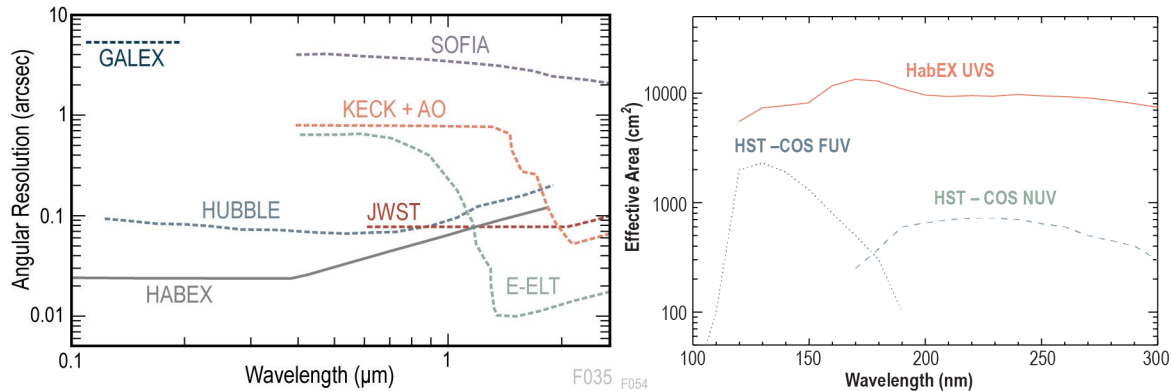 10
1
0.1
0.01
Angular Resolution (arcsec)
GALEX
SOFIA
KECK + AO
HUBBLE
JWST
HABEX
E-ELT
0.1
1
Wavelength (μm)
F035
F054
10000
1000
100
Effective Area (cm²)
HabEX UVS
HST –COS FUV
HST – COS NUV
100
150
200
250
300
Wavelength (nm)